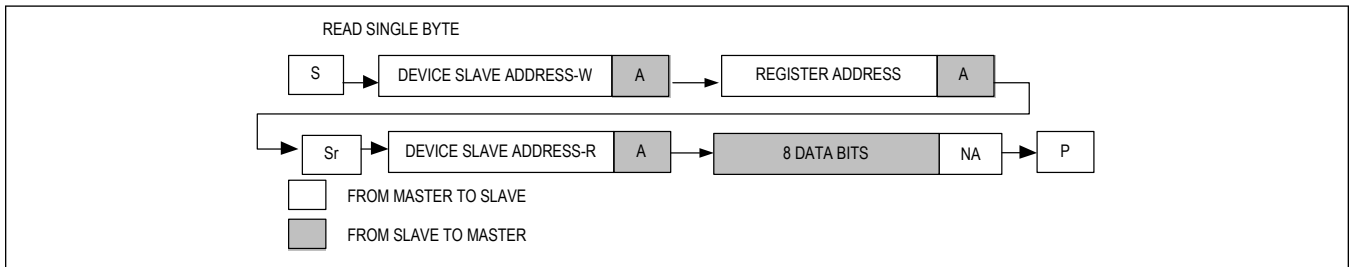 READ SINGLE BYTE
S DEVICE SLAVE ADDRESS-W A REGISTER ADDRESS A
Sr DEVICE SLAVE ADDRESS-R A 8 DATA BITS NA P
FROM MASTER TO SLAVE
FROM SLAVE TO MASTER